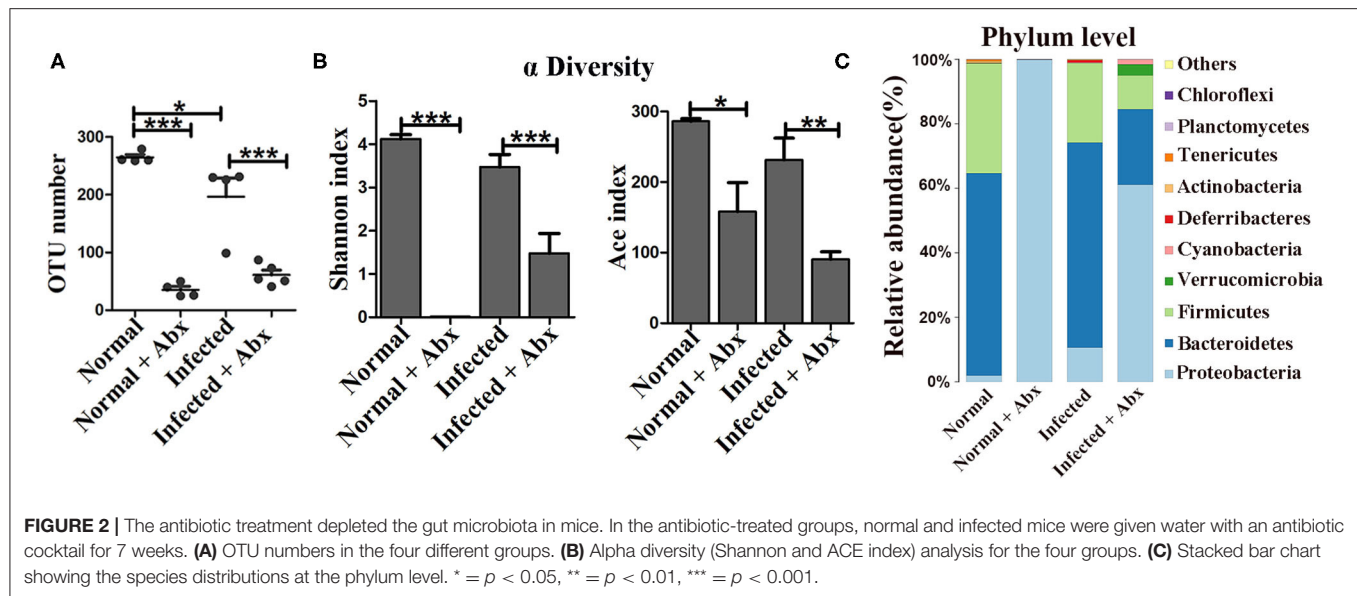 A
OTU number
300
200
100
0
*
***
***
Normal
Normal + Abx
Infected
Infected + Abx
B
α Diversity
Shannon index
5
4
3
2
1
0
***
***
Normal
Normal + Abx
Infected
Infected + Abx
Ace index
300
200
100
0
*
**
Normal
Normal + Abx
Infected
Infected + Abx
C
Phylum level
Relative abundance(%)
100%
80%
60%
40%
20%
0%
Normal
Normal + Abx
Infected
Infected + Abx
Others
Chloroflexi
Planctomycetes
Tenericutes
Actinobacteria
Deferribacteres
Cyanobacteria
Verrucomicrobia
Firmicutes
Bacteroidetes
Proteobacteria
FIGURE 2 | The antibiotic treatment depleted the gut microbiota in mice. In the antibiotic-treated groups, normal and infected mice were given water with an antibiotic
cocktail for 7 weeks. (A) OTU numbers in the four different groups. (B) Alpha diversity (Shannon and ACE index) analysis for the four groups. (C) Stacked bar chart
showing the species distributions at the phylum level. * = p < 0.05, ** = p < 0.01, *** = p < 0.001.